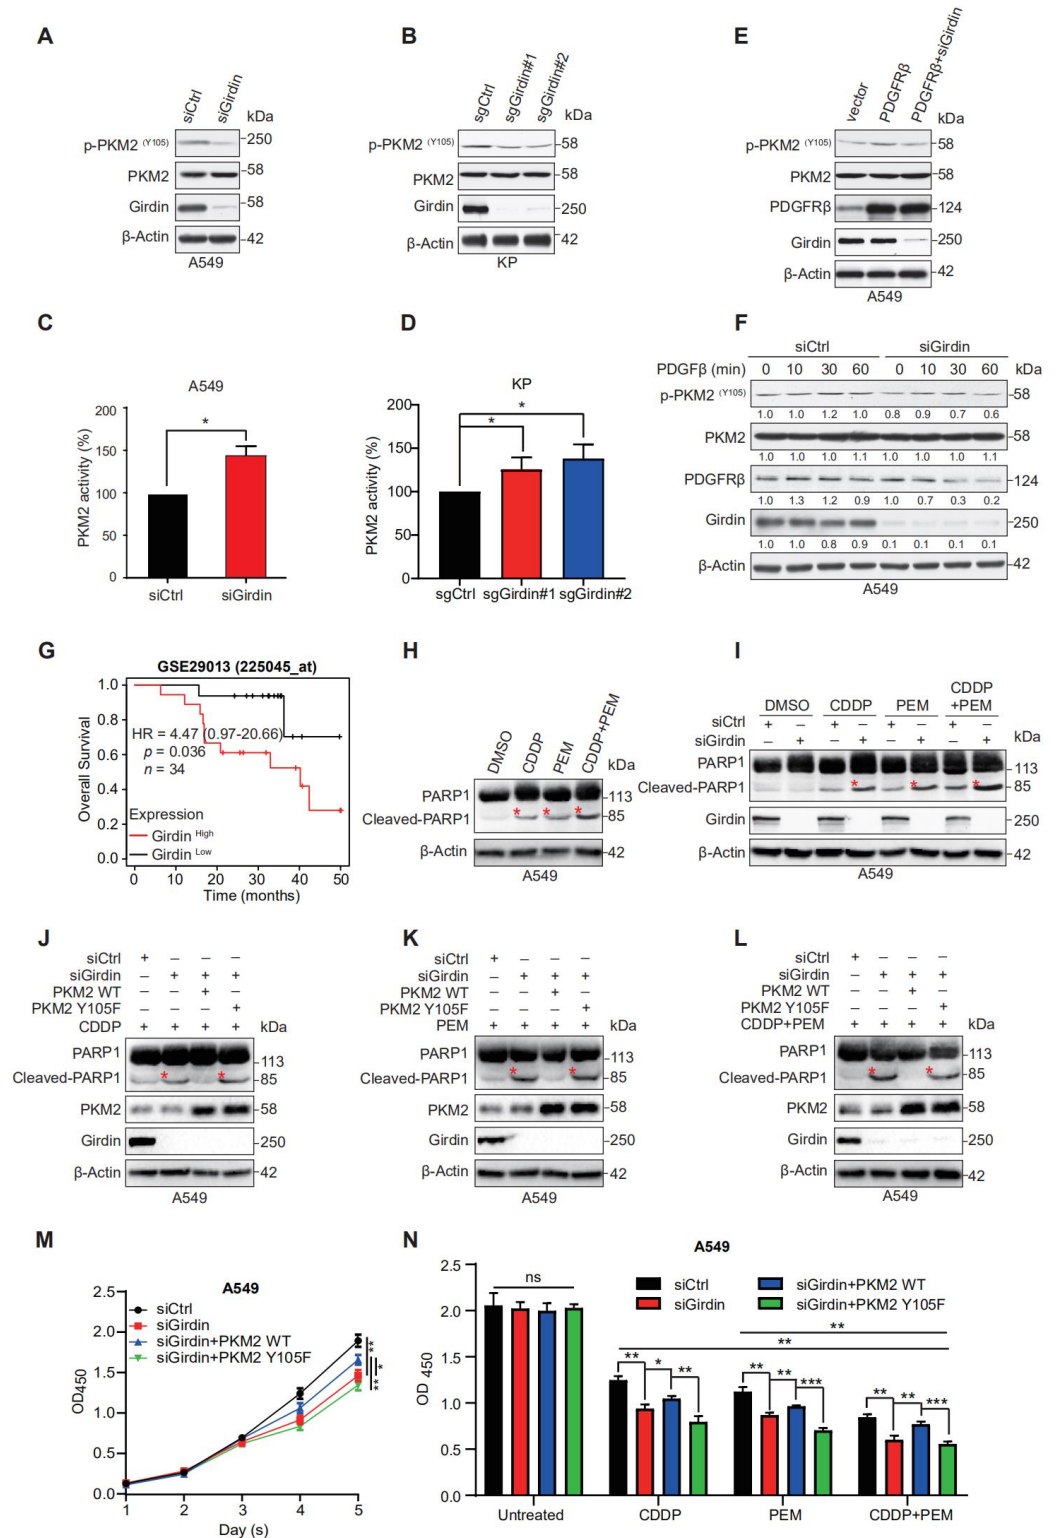 A
siCtrl siGirdin kDa
p-PKM2 (Y105) 250
PKM2 58
Girdin 58
β-Actin 42
A549
B
sgCtrl sgGirdin#1 sgGirdin#2 kDa
p-PKM2 (Y105) 58
PKM2 58
Girdin 250
β-Actin 42
KP
E
vector PDGFRβ PDGFRβ+siGirdin kDa
p-PKM2 (Y105) 58
PKM2 58
PDGFRβ 124
Girdin 250
β-Actin 42
A549
C
A549
PKM2 activity (%)
200
150
100
50
0
*
siCtrl siGirdin
D
KP
PKM2 activity (%)
200
150
100
50
0
*
*
sgCtrl sgGirdin#1 sgGirdin#2
F
siCtrl siGirdin
PDGFβ (min) 0 10 30 60 0 10 30 60 kDa
p-PKM2 (Y105) 58
1.0 1.0 1.2 1.0 0.8 0.9 0.7 0.6
PKM2 58
1.0 1.0 1.0 1.1 1.0 1.0 1.0 1.1
PDGFRβ 124
1.0 1.3 1.2 0.9 1.0 0.7 0.3 0.2
Girdin 250
1.0 1.0 0.8 0.9 0.1 0.1 0.1 0.1
β-Actin 42
A549
G
GSE29013 (225045_at)
Overall Survival
1.0
0.8
0.6
0.4
0.2
0.0
HR = 4.47 (0.97-20.66)
p = 0.036
n = 34
Expression
Girdin High
Girdin Low
0 10 20 30 40 50
Time (months)
H
DMSO CDDP PEM CDDP+PEM kDa
PARP1 113
Cleaved-PARP1 * * * 85
β-Actin 42
A549
I
DMSO CDDP PEM CDDP
+PEM
siCtrl + – + – + – + –
siGirdin – + – + – + – + kDa
PARP1 113
Cleaved-PARP1 * * * 85
Girdin 250
β-Actin 42
A549
J
siCtrl + – – –
siGirdin – + + +
PKM2 WT – – + –
PKM2 Y105F – – – +
CDDP + + + + kDa
PARP1 113
Cleaved-PARP1 * * 85
PKM2 58
Girdin 250
β-Actin 42
A549
K
siCtrl + – – –
siGirdin – + + +
PKM2 WT – – + –
PKM2 Y105F – – – +
PEM + + + + kDa
PARP1 113
Cleaved-PARP1 * * 85
PKM2 58
Girdin 250
β-Actin 42
A549
L
siCtrl + – – –
siGirdin – + + +
PKM2 WT – – + –
PKM2 Y105F – – – +
CDDP+PEM + + + + kDa
PARP1 113
Cleaved-PARP1 * * 85
PKM2 58
Girdin 250
β-Actin 42
A549
M
A549
OD450
2.5
2.0
1.5
1.0
0.5
0.0
siCtrl
siGirdin
siGirdin+PKM2 WT
siGirdin+PKM2 Y105F
** * **
1 2 3 4 5
Day (s)
N
A549
OD 450
2.5
2.0
1.5
1.0
0.5
0.0
siCtrl siGirdin+PKM2 WT
siGirdin siGirdin+PKM2 Y105F
ns
**
**
** * **
** ** ***
** ** ***
Untreated CDDP PEM CDDP+PEM